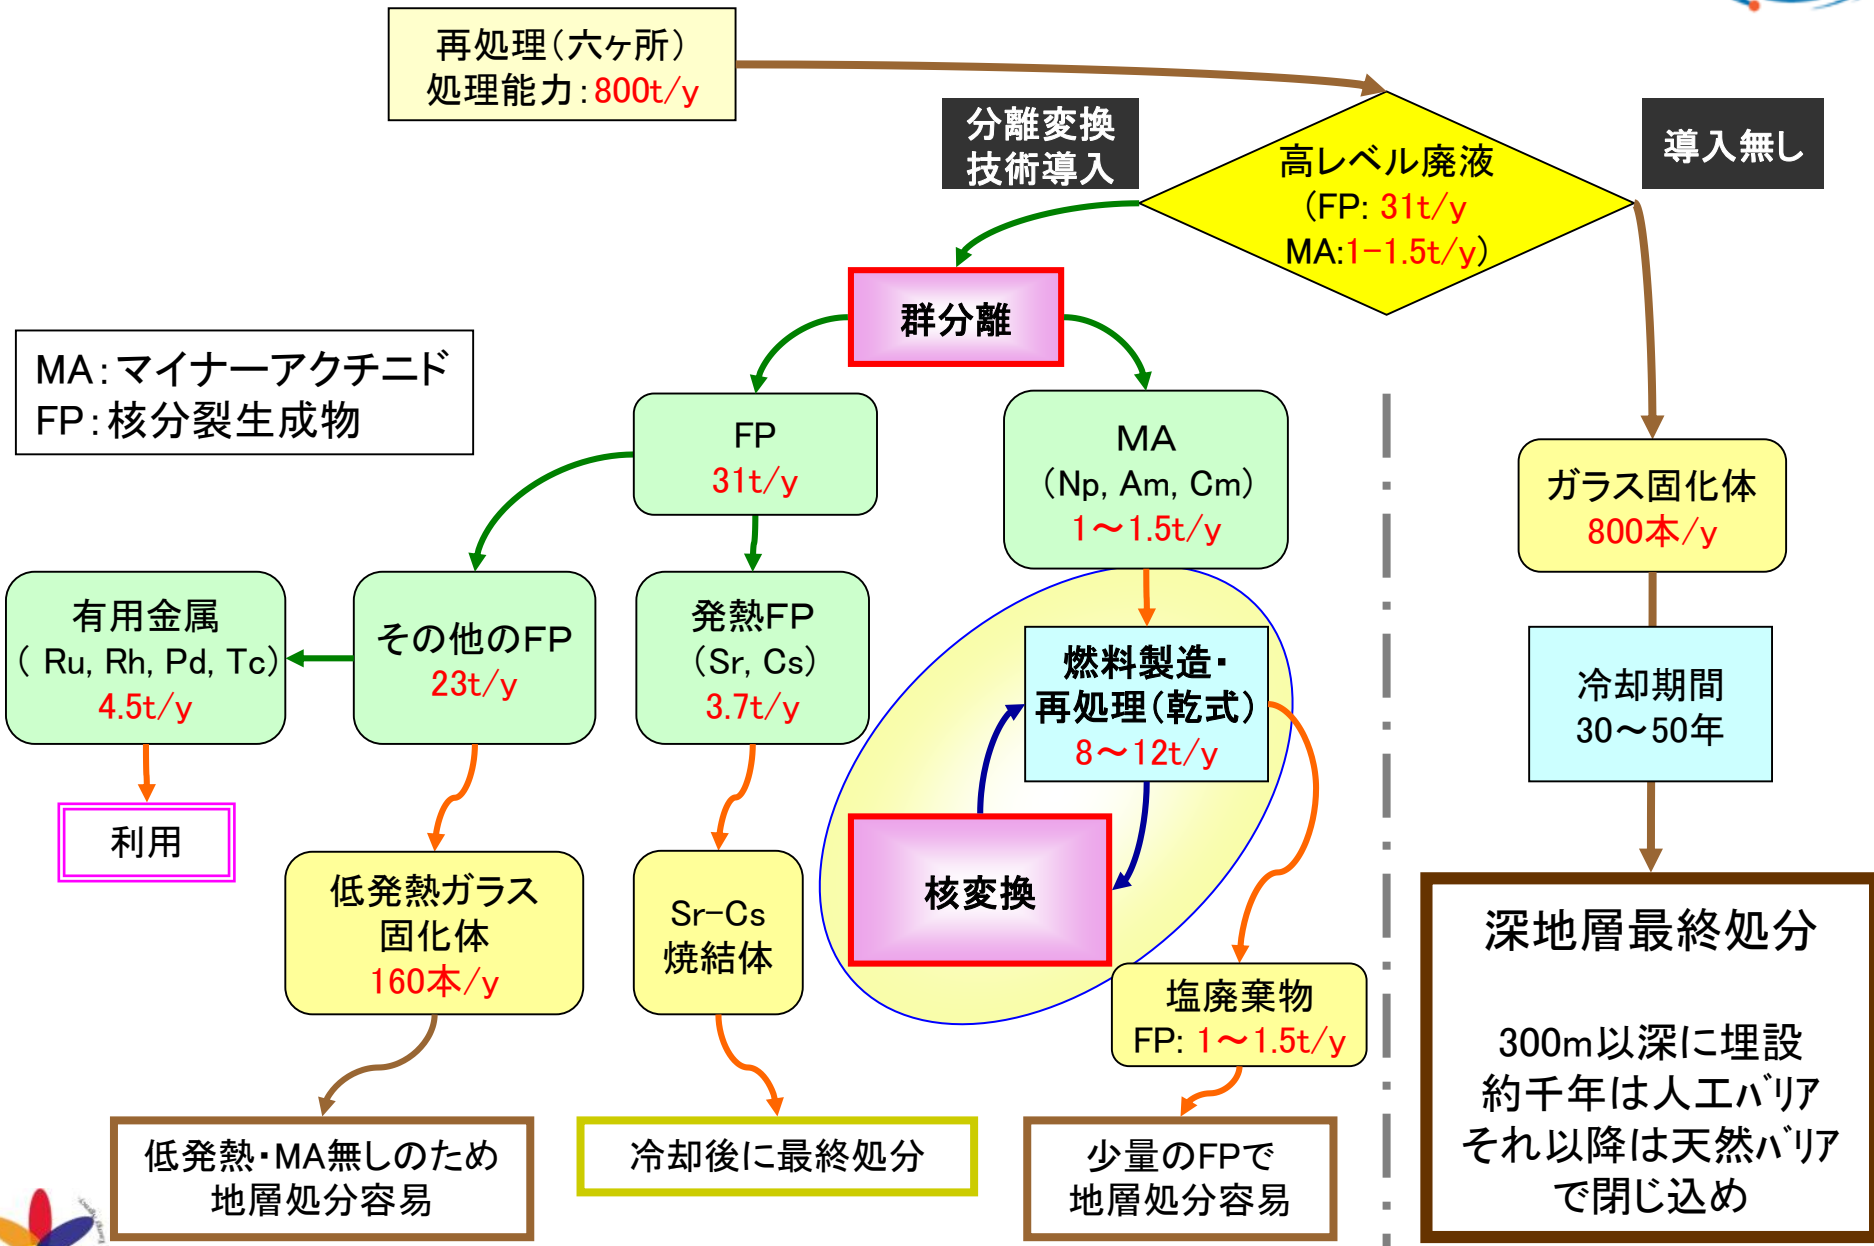 再処理(六ヶ所)
処理能力:800t/y
分離変換
技術導入
高レベル廃液
(FP: 31t/y
MA:1-1.5t/y)
導入無し
群分離
MA:マイナーアクチニド
FP:核分裂生成物
FP
31t/y
MA
(Np, Am, Cm)
1～1.5t/y
ガラス固化体
800本/y
有用金属
( Ru, Rh, Pd, Tc)
4.5t/y
その他のFP
23t/y
発熱FP
(Sr, Cs)
3.7t/y
燃料製造・
再処理(乾式)
8～12t/y
冷却期間
30～50年
利用
低発熱ガラス
固化体
160本/y
Sr-Cs
焼結体
核変換
塩廃棄物
FP: 1～1.5t/y
深地層最終処分
300m以深に埋設
約千年は人工ﾊﾞﾘｱ
それ以降は天然ﾊﾞﾘｱ
で閉じ込め
低発熱・MA無しのため
地層処分容易
冷却後に最終処分
少量のFPで
地層処分容易